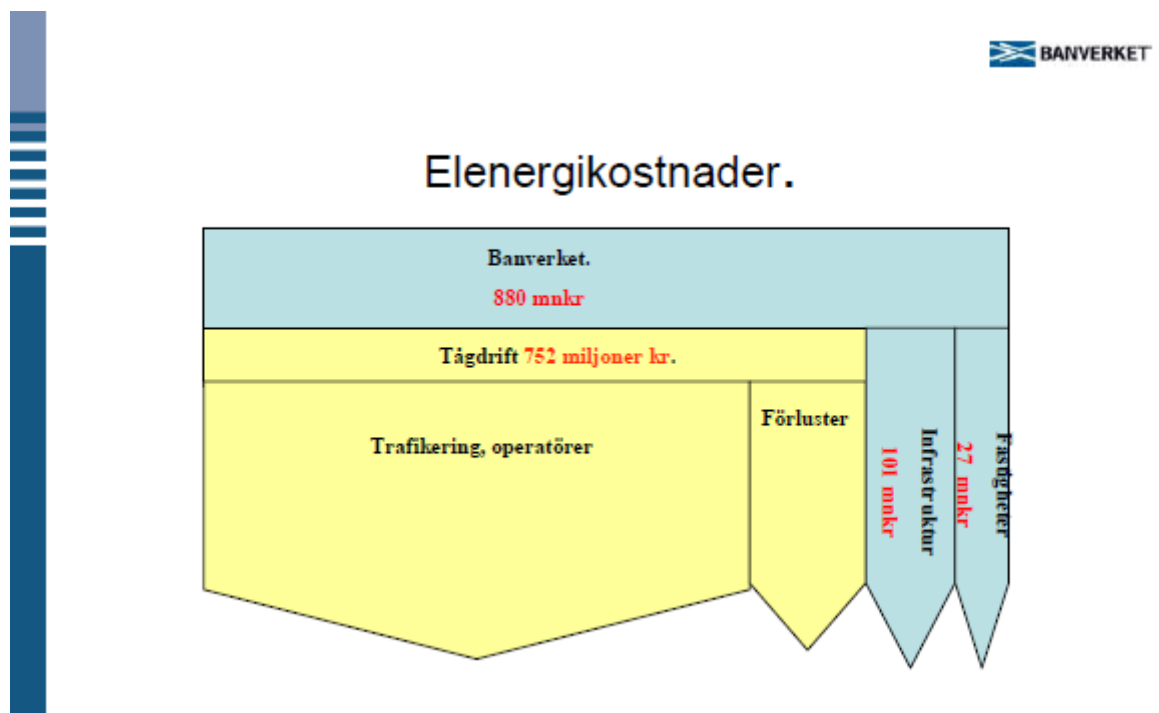 BANVERKET
Elenergikostnader.
Banverket.
880 mnkr
Tågdrift 752 miljoner kr.
Trafikering, operatörer
Förluster
Infrastruktur
101 mnkr
Fastigheter
27 mnkr